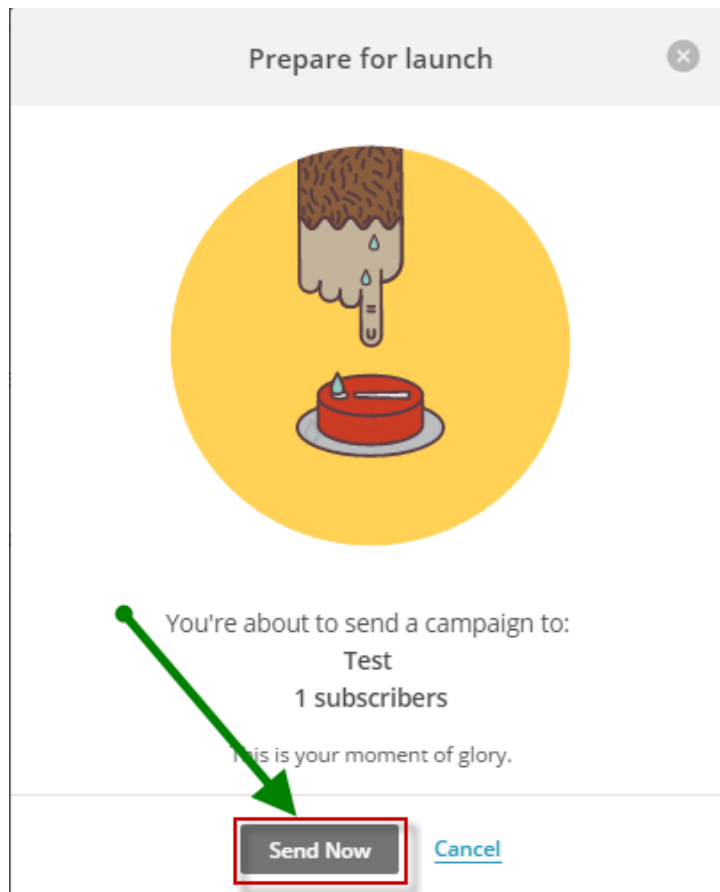 Prepare for launch
You're about to send a campaign to:
Test
1 subscribers
This is your moment of glory.
Send Now
Cancel